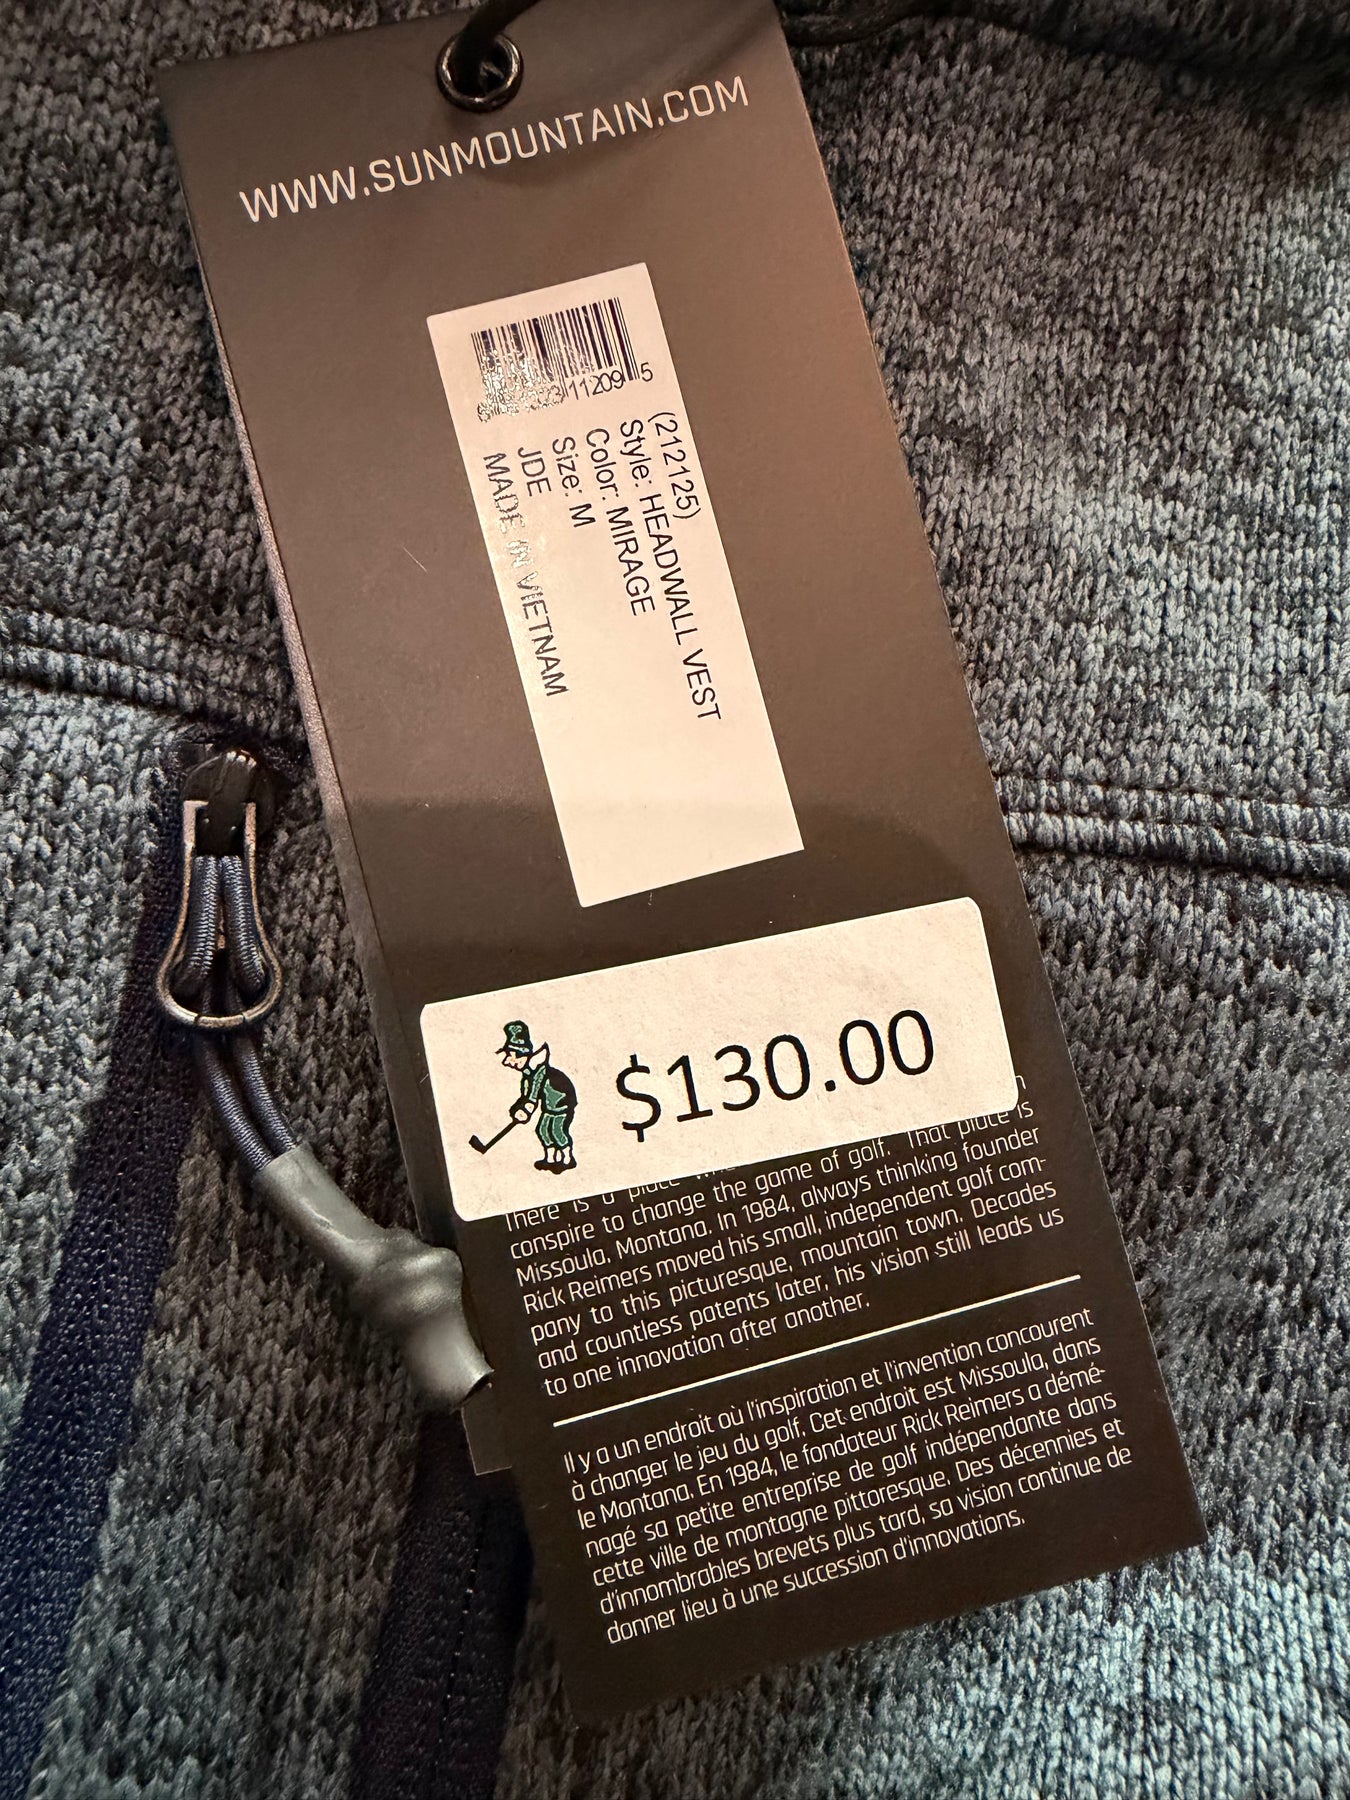 WWW.SUNMOUNTAIN.COM
11209 5
(212125)
Style: HEADWALL VEST
Color: MIRAGE
Size: M
JDE
MADE IN VIETNAM
$130.00
There is a place
conspire to change the game of golf. That place is
Missoula, Montana. In 1984, always thinking founder
Rick Reimers moved his small, independent golf com-
pany to this picturesque, mountain town. Decades
and countless patents later, his vision still leads us
to one innovation after another.
Il y a un endroit où l'inspiration et l'invention concourent
à changer le jeu du golf. Cet endroit est Missoula, dans
le Montana. En 1984, le fondateur Rick Reimers a démé-
nagé sa petite entreprise de golf indépendante dans
cette ville de montagne pittoresque. Des décennies et
d'innombrables brevets plus tard, sa vision continue de
donner lieu à une succession d'innovations.